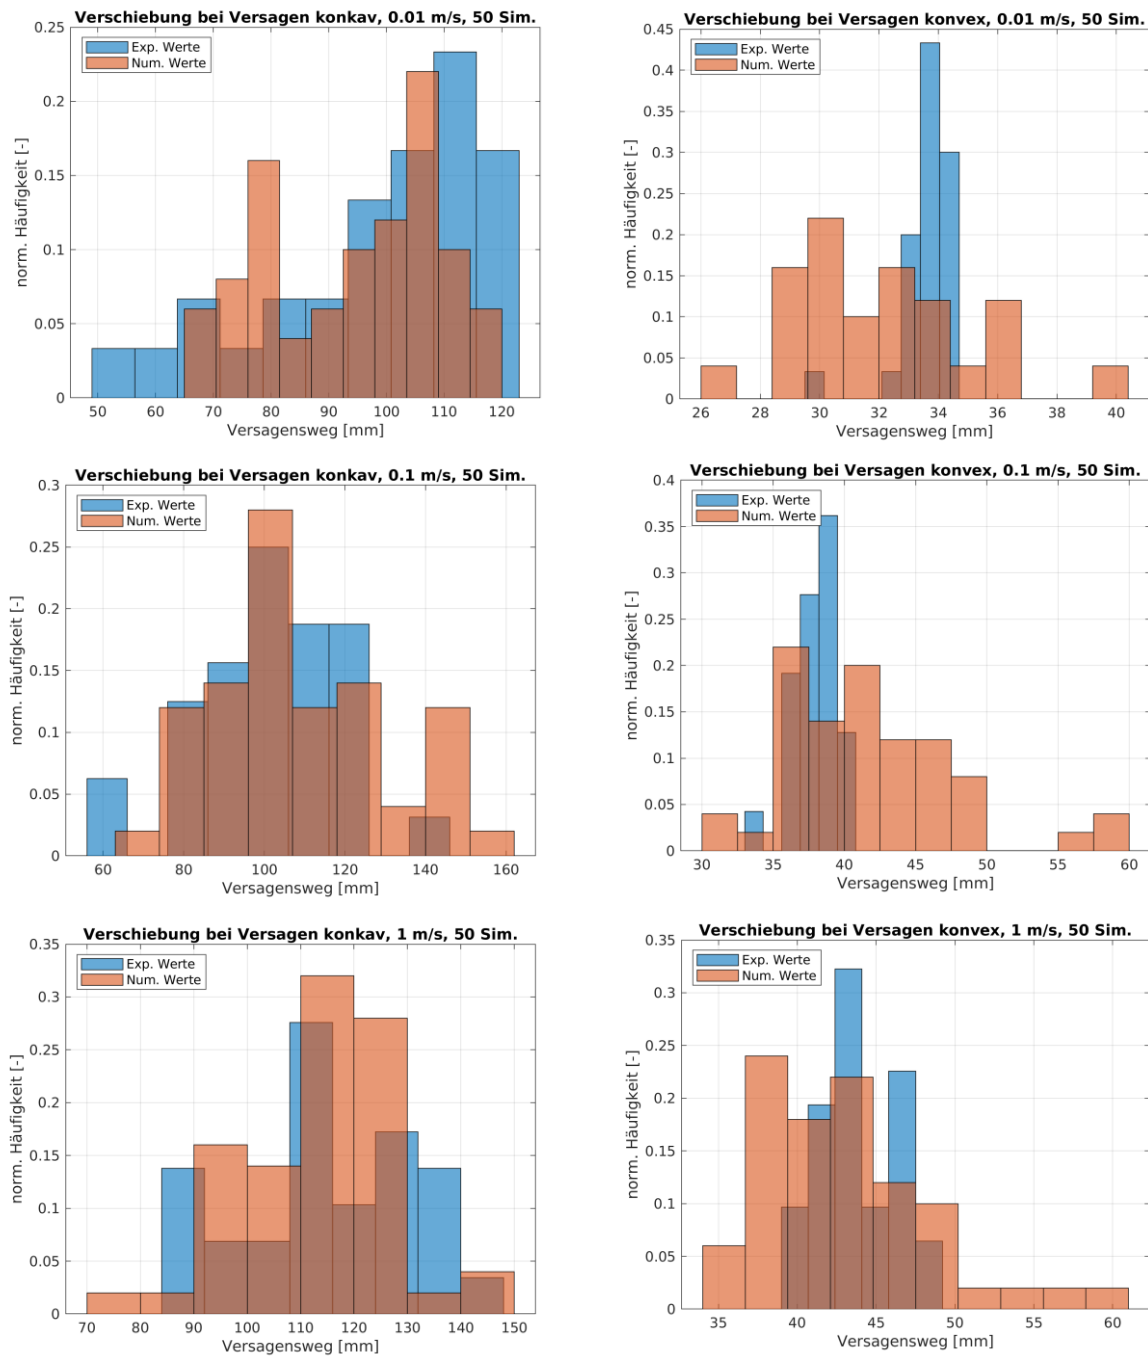 Verschiebung bei Versagen konkav, 0.01 m/s, 50 Sim.
0.25
0.2
0.15
0.1
0.05
0
norm. Häufigkeit [-]
Exp. Werte
Num. Werte
50 60 70 80 90 100 110 120
Versagensweg [mm]
Verschiebung bei Versagen konvex, 0.01 m/s, 50 Sim.
0.45
0.4
0.35
0.3
0.25
0.2
0.15
0.1
0.05
0
norm. Häufigkeit [-]
Exp. Werte
Num. Werte
26 28 30 32 34 36 38 40
Versagensweg [mm]
Verschiebung bei Versagen konkav, 0.1 m/s, 50 Sim.
0.3
0.25
0.2
0.15
0.1
0.05
0
norm. Häufigkeit [-]
Exp. Werte
Num. Werte
60 80 100 120 140 160
Versagensweg [mm]
Verschiebung bei Versagen konvex, 0.1 m/s, 50 Sim.
0.4
0.35
0.3
0.25
0.2
0.15
0.1
0.05
0
norm. Häufigkeit [-]
Exp. Werte
Num. Werte
30 35 40 45 50 55 60
Versagensweg [mm]
Verschiebung bei Versagen konkav, 1 m/s, 50 Sim.
0.35
0.3
0.25
0.2
0.15
0.1
0.05
0
norm. Häufigkeit [-]
Exp. Werte
Num. Werte
70 80 90 100 110 120 130 140 150
Versagensweg [mm]
Verschiebung bei Versagen konvex, 1 m/s, 50 Sim.
0.35
0.3
0.25
0.2
0.15
0.1
0.05
0
norm. Häufigkeit [-]
Exp. Werte
Num. Werte
35 40 45 50 55 60
Versagensweg [mm]